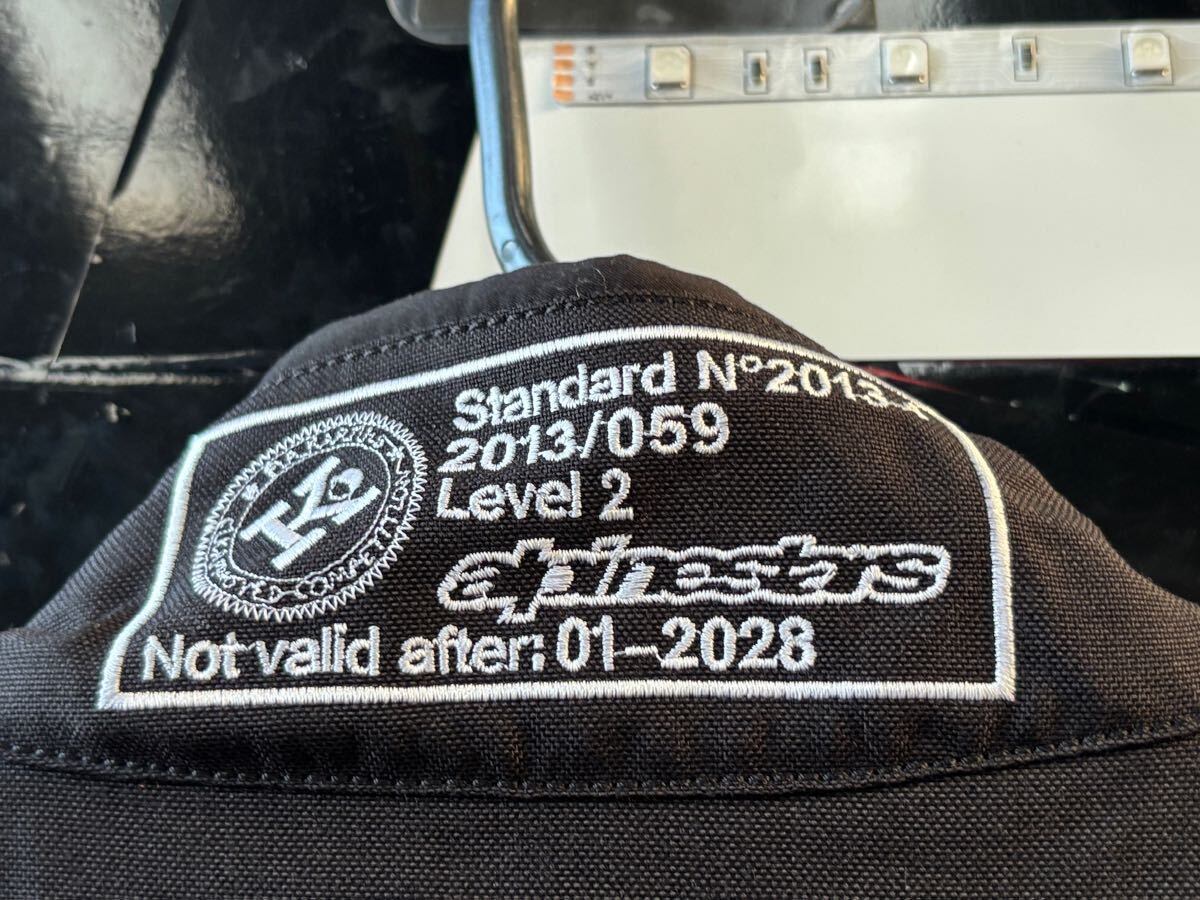 Standard N°2013-
2013/059
Level 2
alpinestars
Not valid after: 01-2028